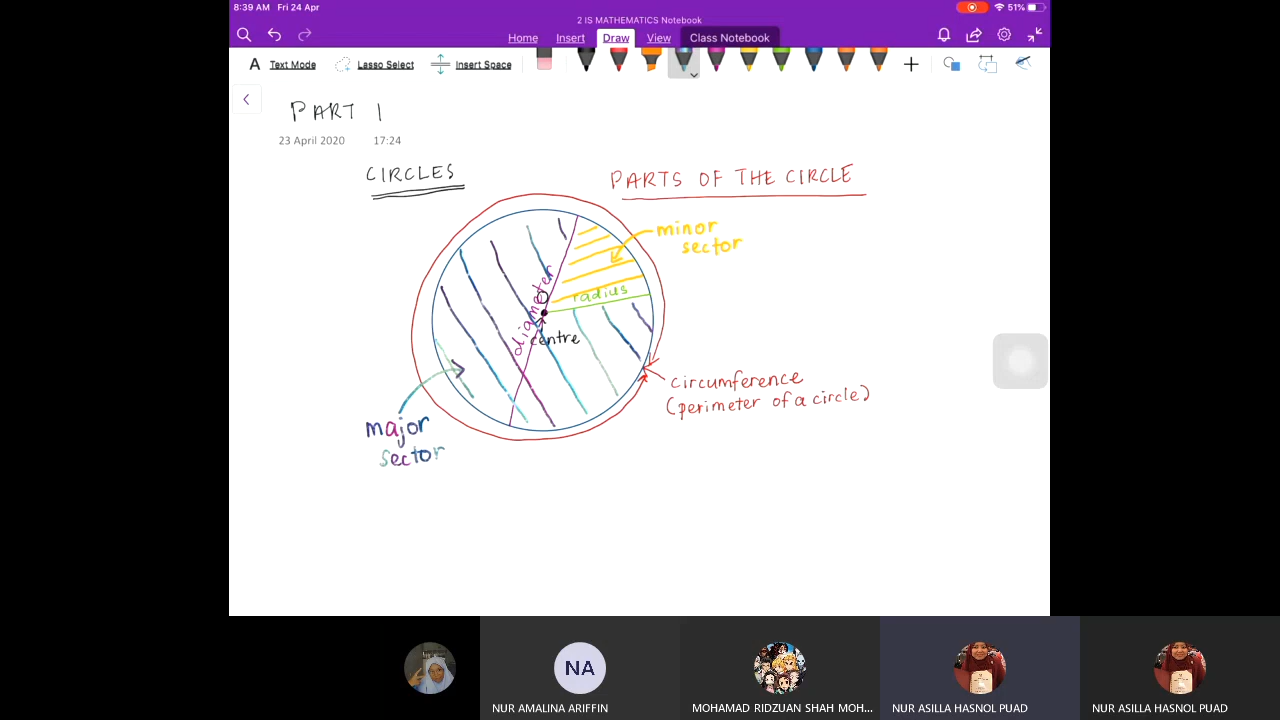 8:39 AM Fri 24 Apr
51%
2 IS MATHEMATICS Notebook
Home Insert Draw View Class Notebook
A Text Mode Lasso Select Insert Space
PART 1
23 April 2020 17:24
CIRCLES
PARTS OF THE CIRCLE
minor
sector
diameter
O
radius
centre
circumference
(perimeter of a circle)
major
sector
NA
NUR AMALINA ARIFFIN
MOHAMAD RIDZUAN SHAH MOH...
NUR ASILLA HASNOL PUAD
NUR ASILLA HASNOL PUAD